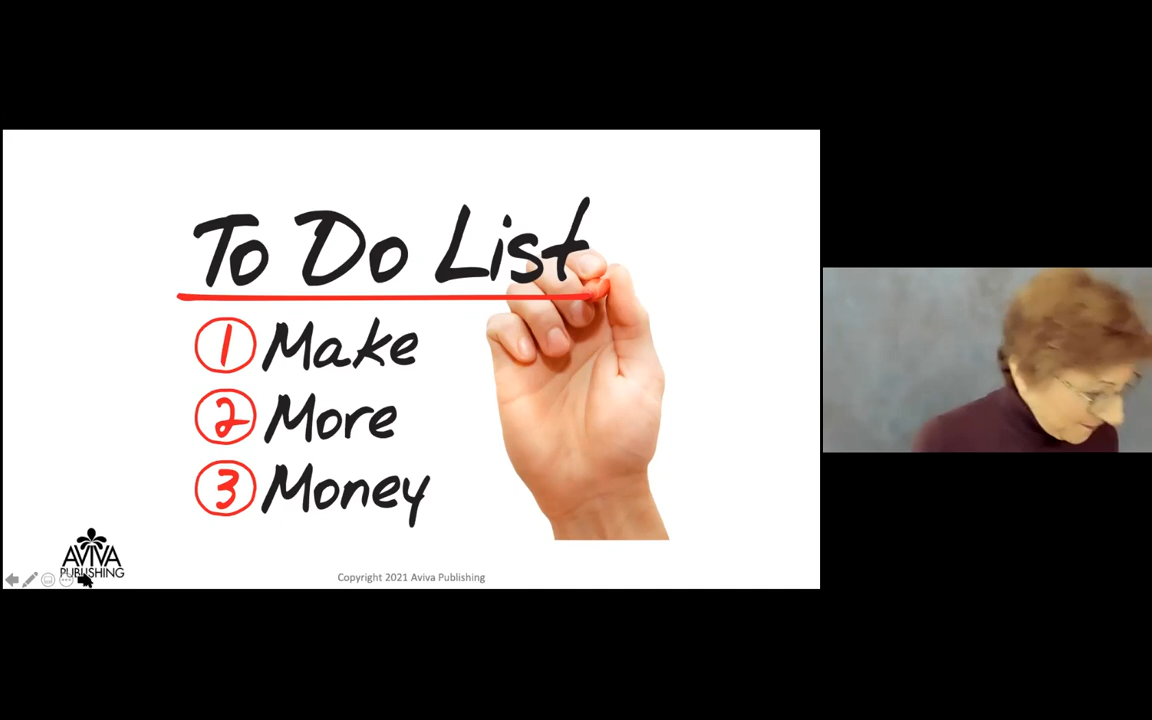 To Do List
1 Make
2 More
3 Money
AVIVA
PUBLISHING
Copyright 2021 Aviva Publishing